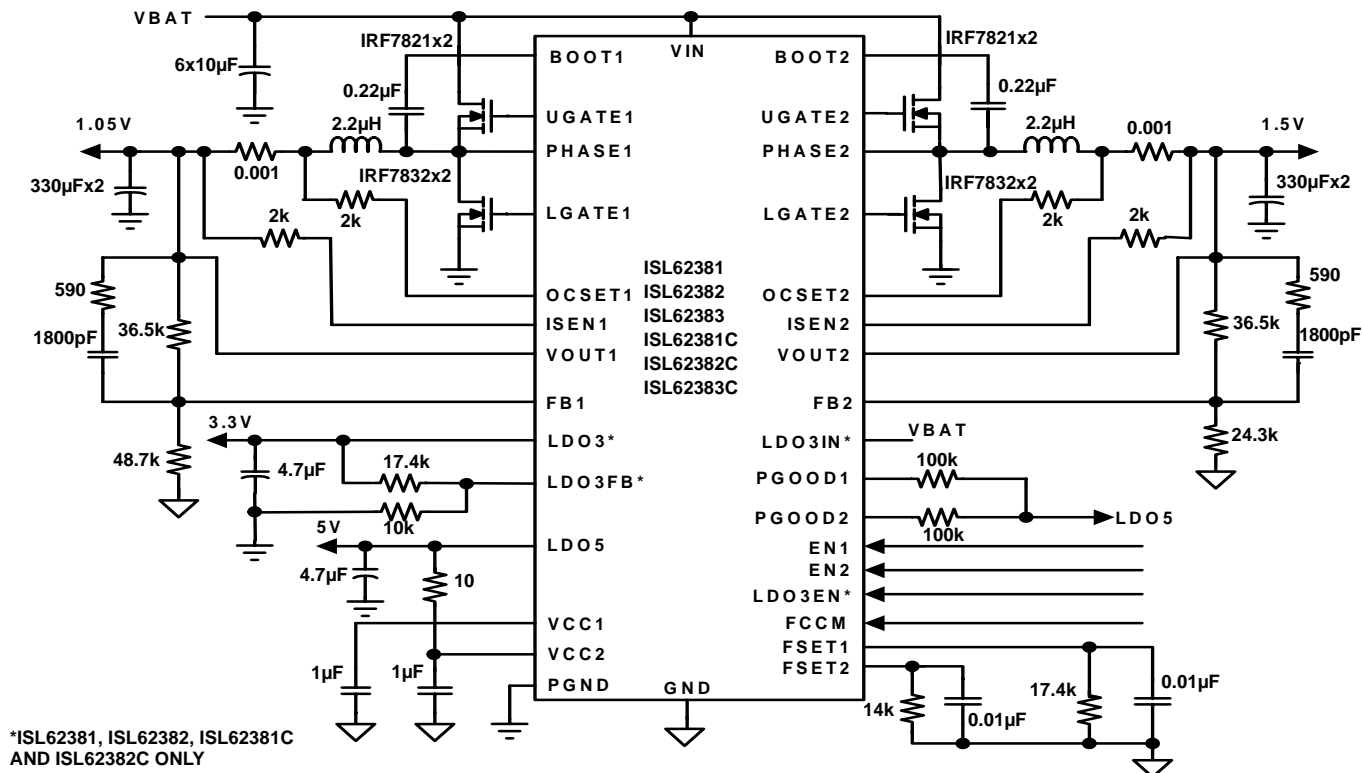 VBAT
6x10µF
IRF7821x2
0.22µF
1.05V
2.2µH
0.001
330µFx2
IRF7832x2
2k
2k
590
1800pF
36.5k
48.7k
3.3V
4.7µF
17.4k
10k
5V
4.7µF
10
1µF
1µF
BOOT1
UGATE1
PHASE1
LGATE1
OCSET1
ISEN1
VOUT1
FB1
LDO3*
LDO3FB*
LDO5
VCC1
VCC2
PGND
VIN
ISL62381
ISL62382
ISL62383
ISL62381C
ISL62382C
ISL62383C
GND
BOOT2
UGATE2
PHASE2
LGATE2
OCSET2
ISEN2
VOUT2
FB2
LDO3IN*
PGOOD1
PGOOD2
EN1
EN2
LDO3EN*
FCCM
FSET1
FSET2
IRF7821x2
0.22µF
2.2µH
0.001
1.5V
IRF7832x2
330µFx2
2k
2k
590
36.5k
1800pF
24.3k
VBAT
100k
100k
LDO5
14k
0.01µF
17.4k
0.01µF
*ISL62381, ISL62382, ISL62381C
AND ISL62382C ONLY